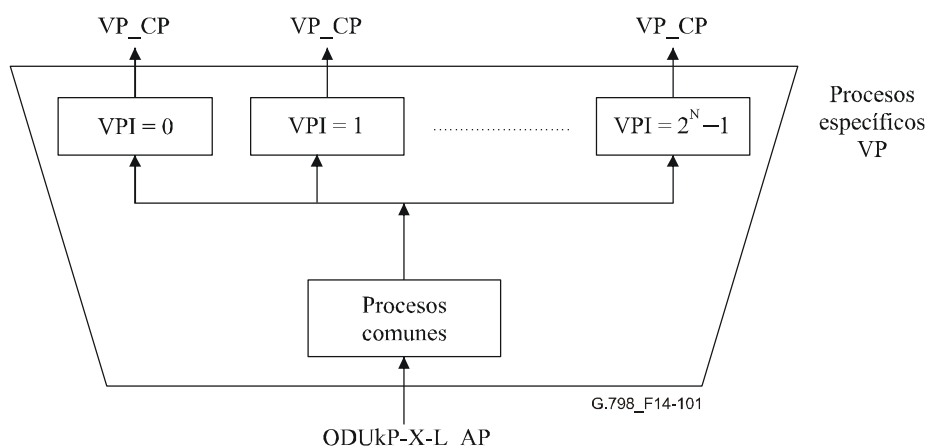 VP_CP VP_CP VP_CP
VPI = 0 VPI = 1 .................... VPI = 2^N – 1
Procesos
específicos
VP
Procesos
comunes
G.798_F14-101
ODUkP-X-L_AP